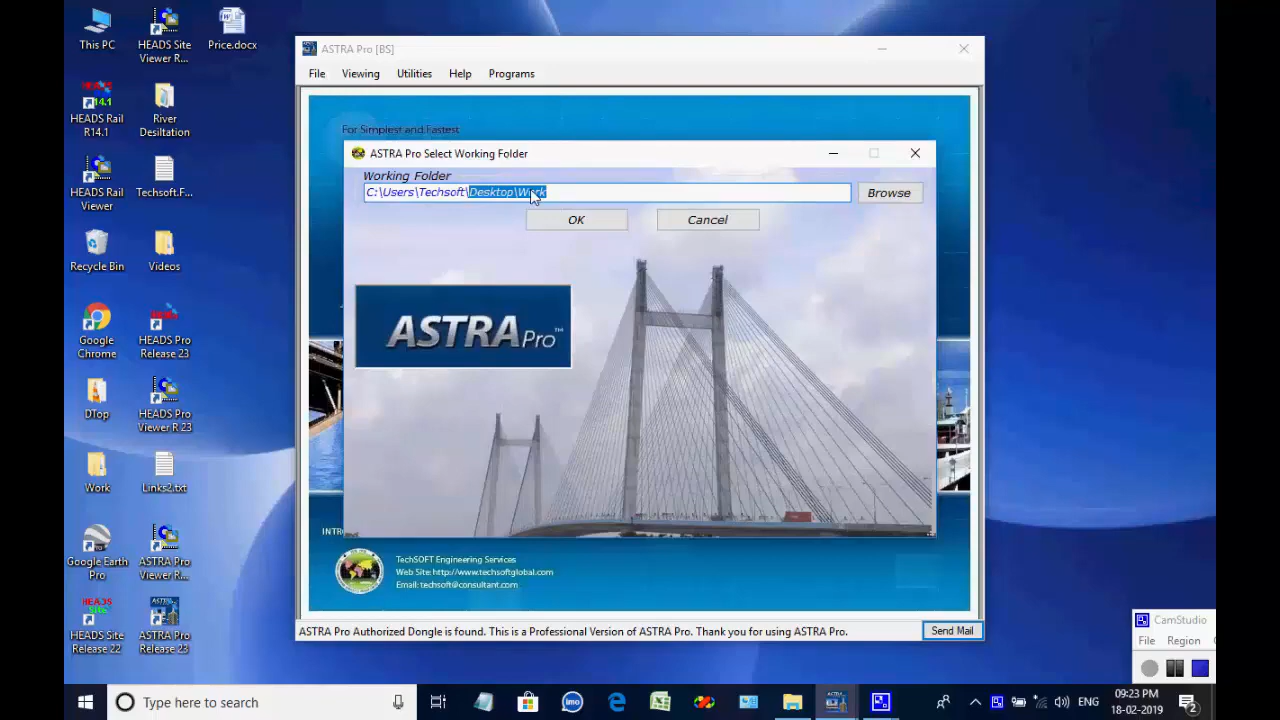 This PC
HEADS Site
Viewer R...
Price.docx
HEADS Rail
R14.1
River
Desiltation
HEADS Rail
Viewer
Techsoft.F...
Recycle Bin
Videos
Google
Chrome
HEADS Pro
Release 23
DTop
HEADS Pro
Viewer R 23
Work
Links2.txt
Google Earth
Pro
ASTRA Pro
Viewer R...
HEADS Site
Release 22
ASTRA Pro
Release 23
ASTRA Pro [BS]
File Viewing Utilities Help Programs
For Simplest and Fastest
ASTRA Pro Select Working Folder
Working Folder
C:\Users\Techsoft\Desktop\Work
Browse
OK Cancel
ASTRA Pro™
INTR
TechSOFT Engineering Services
Web Site: http://www.techsoftglobal.com
Email: techsoft@consultant.com
ASTRA Pro Authorized Dongle is found. This is a Professional Version of ASTRA Pro. Thank you for using ASTRA Pro.
Send Mail
CamStudio
File Region
Type here to search
imo
ENG
09:23 PM
18-02-2019
2